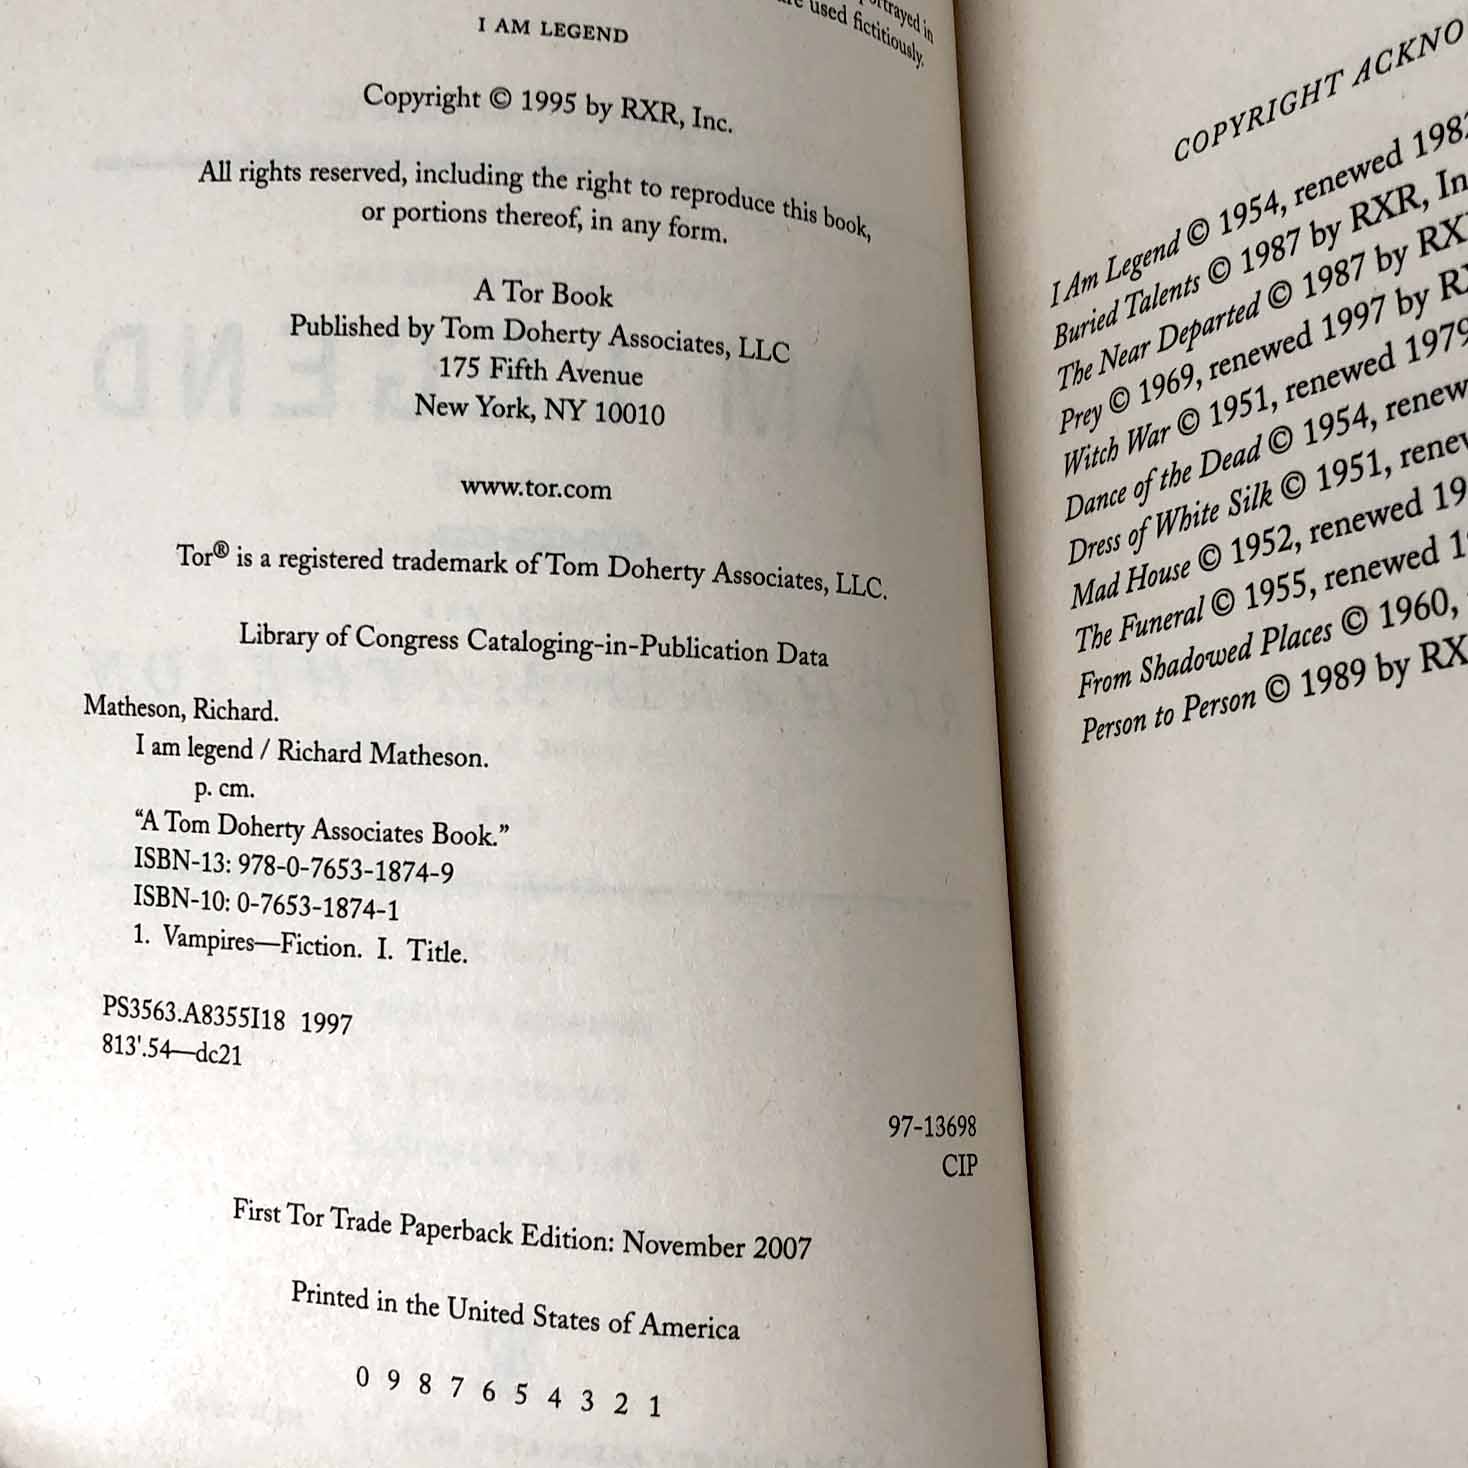 portrayed in
used fictitiously.
I AM LEGEND
Copyright © 1995 by RXR, Inc.
All rights reserved, including the right to reproduce this book,
or portions thereof, in any form.
A Tor Book
Published by Tom Doherty Associates, LLC
175 Fifth Avenue
New York, NY 10010
www.tor.com
Tor® is a registered trademark of Tom Doherty Associates, LLC.
Library of Congress Cataloging-in-Publication Data
Matheson, Richard.
I am legend / Richard Matheson.
p. cm.
“A Tom Doherty Associates Book.”
ISBN-13: 978-0-7653-1874-9
ISBN-10: 0-7653-1874-1
1. Vampires—Fiction. I. Title.
PS3563.A8355I18 1997
813'.54—dc21
97-13698
CIP
First Tor Trade Paperback Edition: November 2007
Printed in the United States of America
0 9 8 7 6 5 4 3 2 1
COPYRIGHT ACKNO
I Am Legend © 1954, renewed 198
Buried Talents © 1987 by RXR, In
The Near Departed © 1987 by RX
Prey © 1969, renewed 1997 by R
Witch War © 1951, renewed 1979
Dance of the Dead © 1954, renew
Dress of White Silk © 1951, rene
Mad House © 1952, renewed 19
The Funeral © 1955, renewed 1
From Shadowed Places © 1960,
Person to Person © 1989 by RX